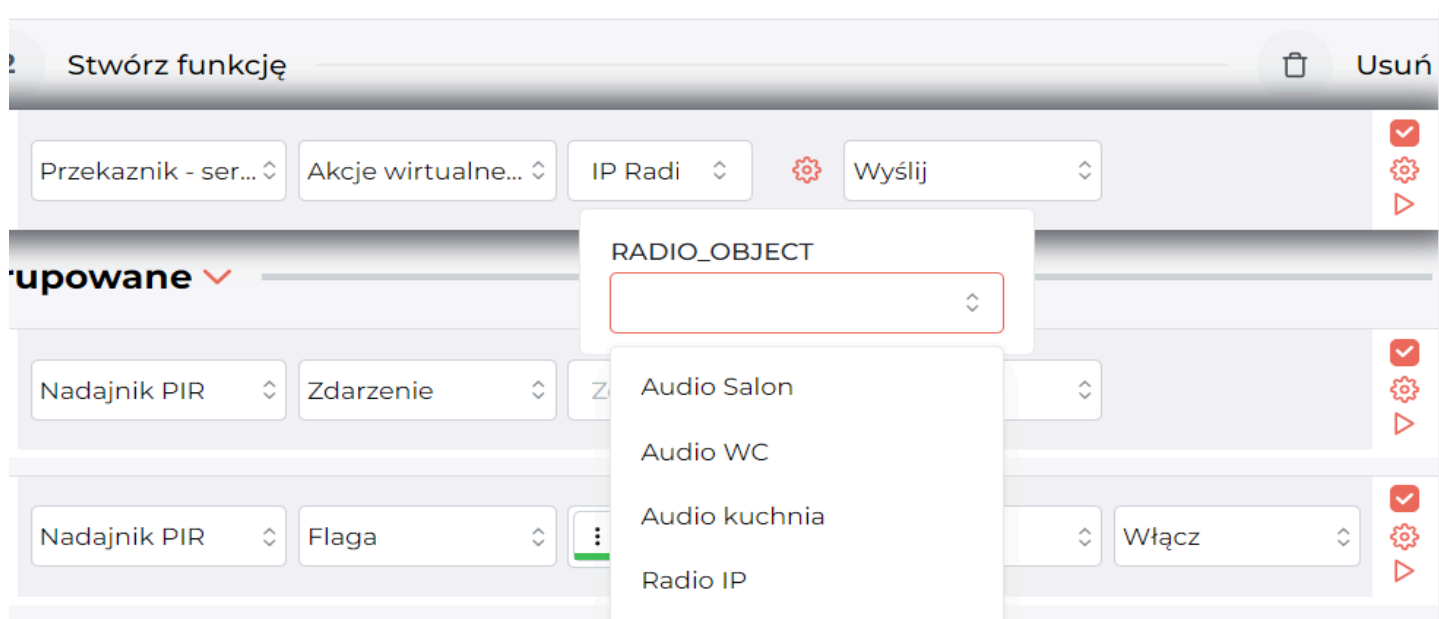 Stwórz funkcję
Usuń
Przekaznik - ser...
Akcje wirtualne...
IP Radi
Wyślij
RADIO_OBJECT
upowane
Nadajnik PIR
Zdarzenie
Audio Salon
Audio WC
Nadajnik PIR
Flaga
Audio kuchnia
Włącz
Radio IP